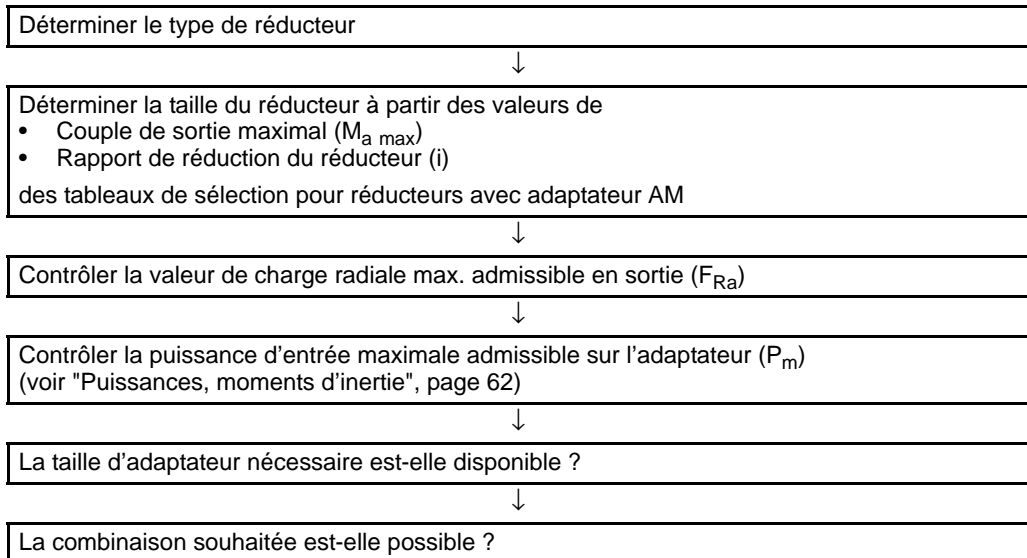 Déterminer le type de réducteur
↓
Déterminer la taille du réducteur à partir des valeurs de
• Couple de sortie maximal (Ma max)
• Rapport de réduction du réducteur (i)
des tableaux de sélection pour réducteurs avec adaptateur AM
↓
Contrôler la valeur de charge radiale max. admissible en sortie (FRa)
↓
Contrôler la puissance d'entrée maximale admissible sur l'adaptateur (Pm)
(voir "Puissances, moments d'inertie", page 62)
↓
La taille d'adaptateur nécessaire est-elle disponible ?
↓
La combinaison souhaitée est-elle possible ?